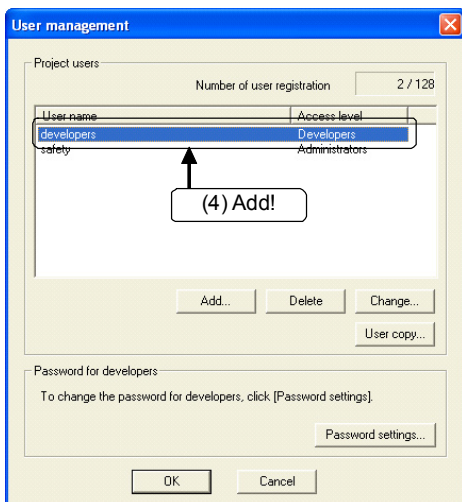 User management
Project users
Number of user registration 2 / 128
User name Access level
developers Developers
safety Administrators
(4) Add!
Add... Delete Change...
User copy...
Password for developers
To change the password for developers, click [Password settings].
Password settings...
OK Cancel